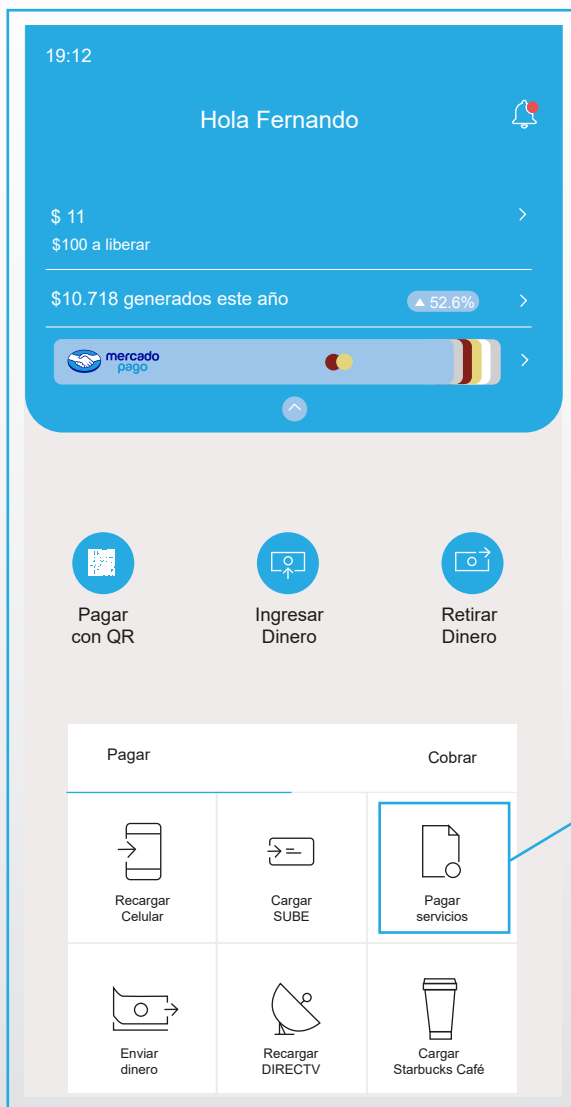 19:12
Hola Fernando
$ 11
$100 a liberar
$10.718 generados este año
▲ 52.6%
mercado
pago
Pagar
con QR
Ingresar
Dinero
Retirar
Dinero
Pagar
Cobrar
Recargar
Celular
Cargar
SUBE
Pagar
servicios
Enviar
dinero
Recargar
DIRECTV
Cargar
Starbucks Café